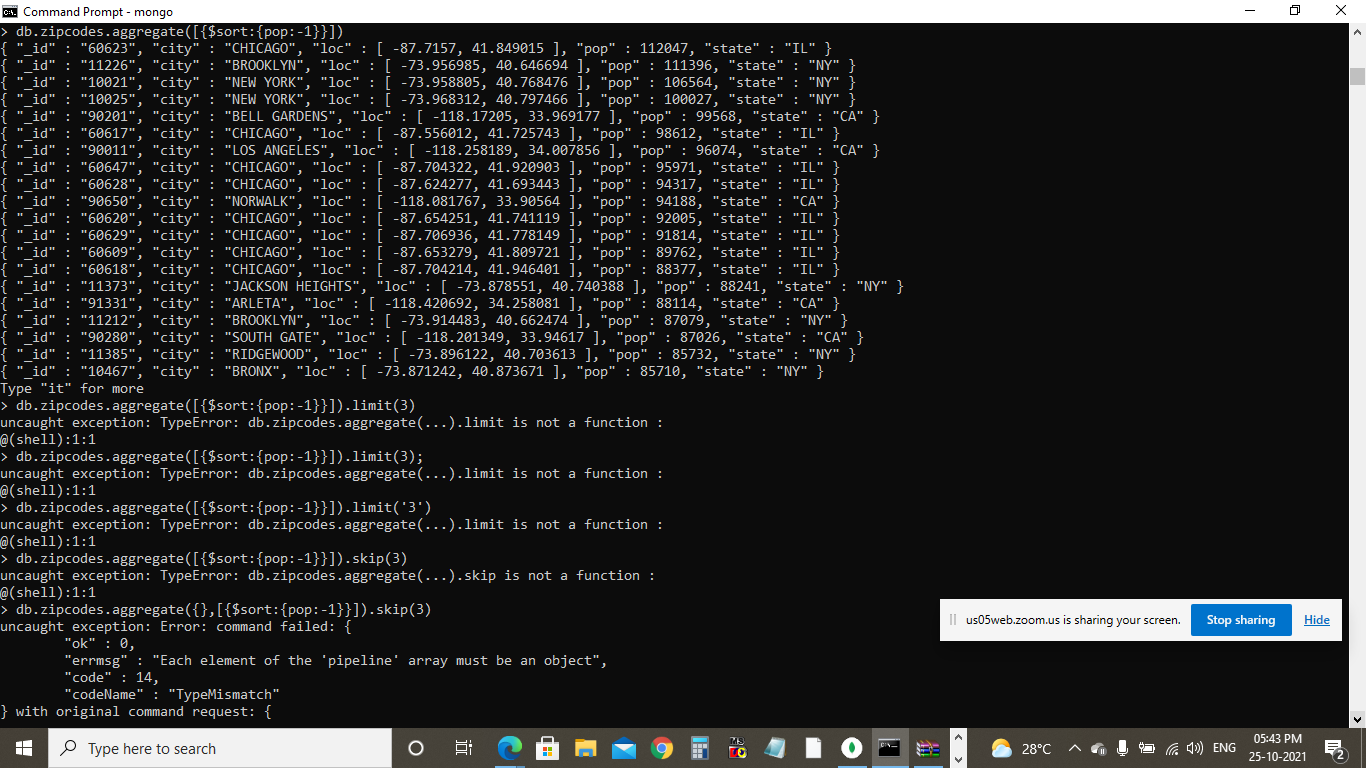 Command Prompt - mongo
> db.zipcodes.aggregate([{$sort:{pop:-1}}])
{ "_id" : "60623", "city" : "CHICAGO", "loc" : [ -87.7157, 41.849015 ], "pop" : 112047, "state" : "IL" }
{ "_id" : "11226", "city" : "BROOKLYN", "loc" : [ -73.956985, 40.646694 ], "pop" : 111396, "state" : "NY" }
{ "_id" : "10021", "city" : "NEW YORK", "loc" : [ -73.958805, 40.768476 ], "pop" : 106564, "state" : "NY" }
{ "_id" : "10025", "city" : "NEW YORK", "loc" : [ -73.968312, 40.797466 ], "pop" : 100027, "state" : "NY" }
{ "_id" : "90201", "city" : "BELL GARDENS", "loc" : [ -118.17205, 33.969177 ], "pop" : 99568, "state" : "CA" }
{ "_id" : "60617", "city" : "CHICAGO", "loc" : [ -87.556012, 41.725743 ], "pop" : 98612, "state" : "IL" }
{ "_id" : "90011", "city" : "LOS ANGELES", "loc" : [ -118.258189, 34.007856 ], "pop" : 96074, "state" : "CA" }
{ "_id" : "60647", "city" : "CHICAGO", "loc" : [ -87.704322, 41.920903 ], "pop" : 95971, "state" : "IL" }
{ "_id" : "60628", "city" : "CHICAGO", "loc" : [ -87.624277, 41.693443 ], "pop" : 94317, "state" : "IL" }
{ "_id" : "90650", "city" : "NORWALK", "loc" : [ -118.081767, 33.90564 ], "pop" : 94188, "state" : "CA" }
{ "_id" : "60620", "city" : "CHICAGO", "loc" : [ -87.654251, 41.741119 ], "pop" : 92005, "state" : "IL" }
{ "_id" : "60629", "city" : "CHICAGO", "loc" : [ -87.706936, 41.778149 ], "pop" : 91814, "state" : "IL" }
{ "_id" : "60609", "city" : "CHICAGO", "loc" : [ -87.653279, 41.809721 ], "pop" : 89762, "state" : "IL" }
{ "_id" : "60618", "city" : "CHICAGO", "loc" : [ -87.704214, 41.946401 ], "pop" : 88377, "state" : "IL" }
{ "_id" : "11373", "city" : "JACKSON HEIGHTS", "loc" : [ -73.878551, 40.740388 ], "pop" : 88241, "state" : "NY" }
{ "_id" : "91331", "city" : "ARLETA", "loc" : [ -118.420692, 34.258081 ], "pop" : 88114, "state" : "CA" }
{ "_id" : "11212", "city" : "BROOKLYN", "loc" : [ -73.914483, 40.662474 ], "pop" : 87079, "state" : "NY" }
{ "_id" : "90280", "city" : "SOUTH GATE", "loc" : [ -118.201349, 33.94617 ], "pop" : 87026, "state" : "CA" }
{ "_id" : "11385", "city" : "RIDGEWOOD", "loc" : [ -73.896122, 40.703613 ], "pop" : 85732, "state" : "NY" }
{ "_id" : "10467", "city" : "BRONX", "loc" : [ -73.871242, 40.873671 ], "pop" : 85710, "state" : "NY" }
Type "it" for more
> db.zipcodes.aggregate([{$sort:{pop:-1}}]).limit(3)
uncaught exception: TypeError: db.zipcodes.aggregate(...).limit is not a function :
@(shell):1:1
> db.zipcodes.aggregate([{$sort:{pop:-1}}]).limit(3);
uncaught exception: TypeError: db.zipcodes.aggregate(...).limit is not a function :
@(shell):1:1
> db.zipcodes.aggregate([{$sort:{pop:-1}}]).limit('3')
uncaught exception: TypeError: db.zipcodes.aggregate(...).limit is not a function :
@(shell):1:1
> db.zipcodes.aggregate([{$sort:{pop:-1}}]).skip(3)
uncaught exception: TypeError: db.zipcodes.aggregate(...).skip is not a function :
@(shell):1:1
> db.zipcodes.aggregate({},[{$sort:{pop:-1}}]).skip(3)
uncaught exception: Error: command failed: {
"ok" : 0,
"errmsg" : "Each element of the 'pipeline' array must be an object",
"code" : 14,
"codeName" : "TypeMismatch"
} with original command request: {
us05web.zoom.us is sharing your screen. Stop sharing Hide
Type here to search
28°C ENG 05:43 PM
25-10-2021
2